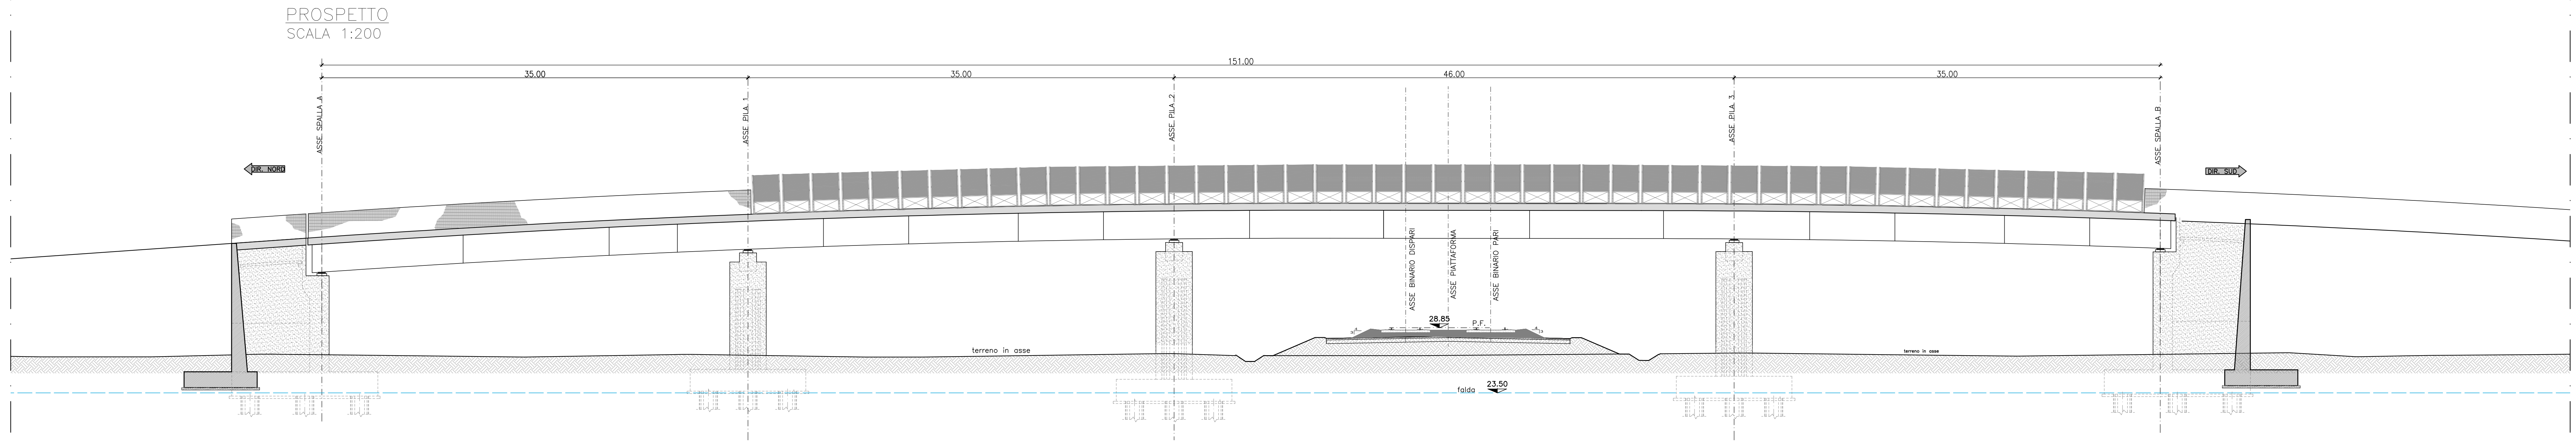 PROSPETTO
SCALA 1:200
151.00
35.00
35.00
46.00
35.00
ASSE SPALLA A
ASSE PILA 1
ASSE PILA 2
ASSE PILA 3
ASSE SPALLA B
DIR. NORD
DIR. SUD
ASSE BINARIO DISPARI
ASSE PIATTAFORMA
ASSE BINARIO PARI
28.85
P.F.
terreno in asse
terreno in asse
falda
23.50